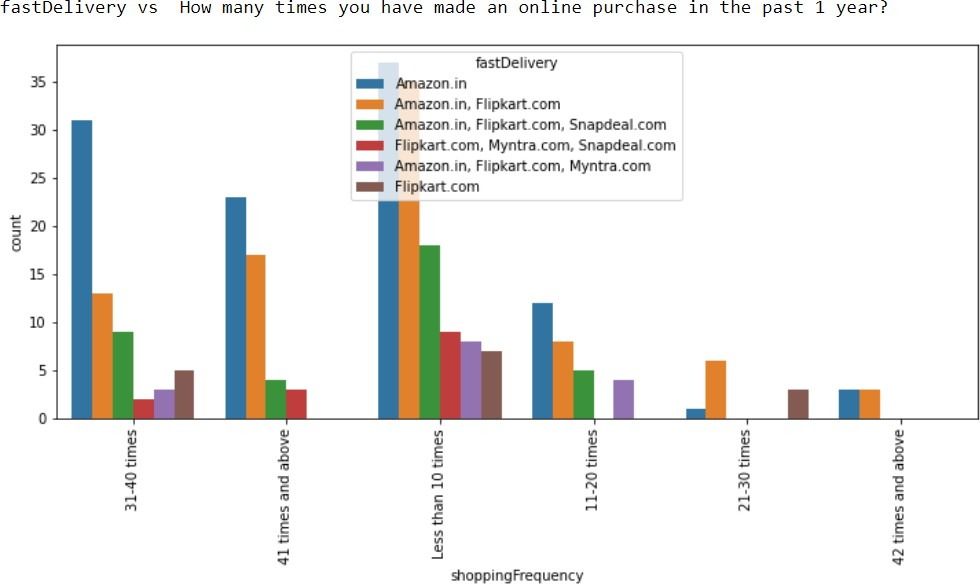 fastDelivery vs  How many times you have made an online purchase in the past 1 year?
fastDelivery
Amazon.in
Amazon.in, Flipkart.com
Amazon.in, Flipkart.com, Snapdeal.com
Flipkart.com, Myntra.com, Snapdeal.com
Amazon.in, Flipkart.com, Myntra.com
Flipkart.com
count
35
30
25
20
15
10
5
0
31-40 times
41 times and above
Less than 10 times
11-20 times
21-30 times
42 times and above
shoppingFrequency